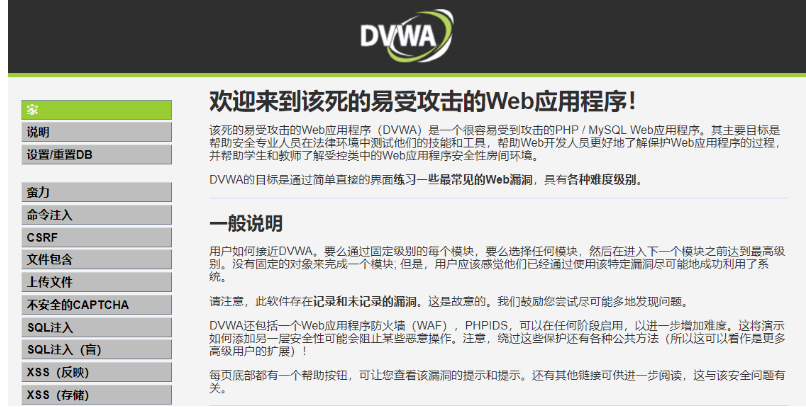 DVWA
家
说明
设置/重置DB
蛮力
命令注入
CSRF
文件包含
上传文件
不安全的CAPTCHA
SQL注入
SQL注入（盲）
XSS（反映）
XSS（存储）
欢迎来到该死的易受攻击的Web应用程序！
该死的易受攻击的Web应用程序（DVWA）是一个很容易受到攻击的PHP / MySQL Web应用程序。其主要目标是
帮助安全专业人员在法律环境中测试他们的技能和工具，帮助Web开发人员更好地了解保护Web应用程序的过程，
并帮助学生和教师了解受控类中的Web应用程序安全性房间环境。
DVWA的目标是通过简单直接的界面练习一些最常见的Web漏洞，具有各种难度级别。
一般说明
用户如何接近DVWA。要么通过固定级别的每个模块，要么选择任何模块，然后在进入下一个模块之前达到最高级
别。没有固定的对象来完成一个模块; 但是，用户应该感觉他们已经通过使用该特定漏洞尽可能地成功利用了系
统。
请注意，此软件存在记录和未记录的漏洞。这是故意的。我们鼓励您尝试尽可能多地发现问题。
DVWA还包括一个Web应用程序防火墙（WAF），PHPIDS，可以在任何阶段启用，以进一步增加难度。这将演示
如何添加另一层安全性可能会阻止某些恶意操作。注意，绕过这些保护还有各种公共方法（所以这可以看作是更多
高级用户的扩展）！
每页底部都有一个帮助按钮，可让您查看该漏洞的提示和提示。还有其他链接可供进一步阅读，这与该安全问题有
关。